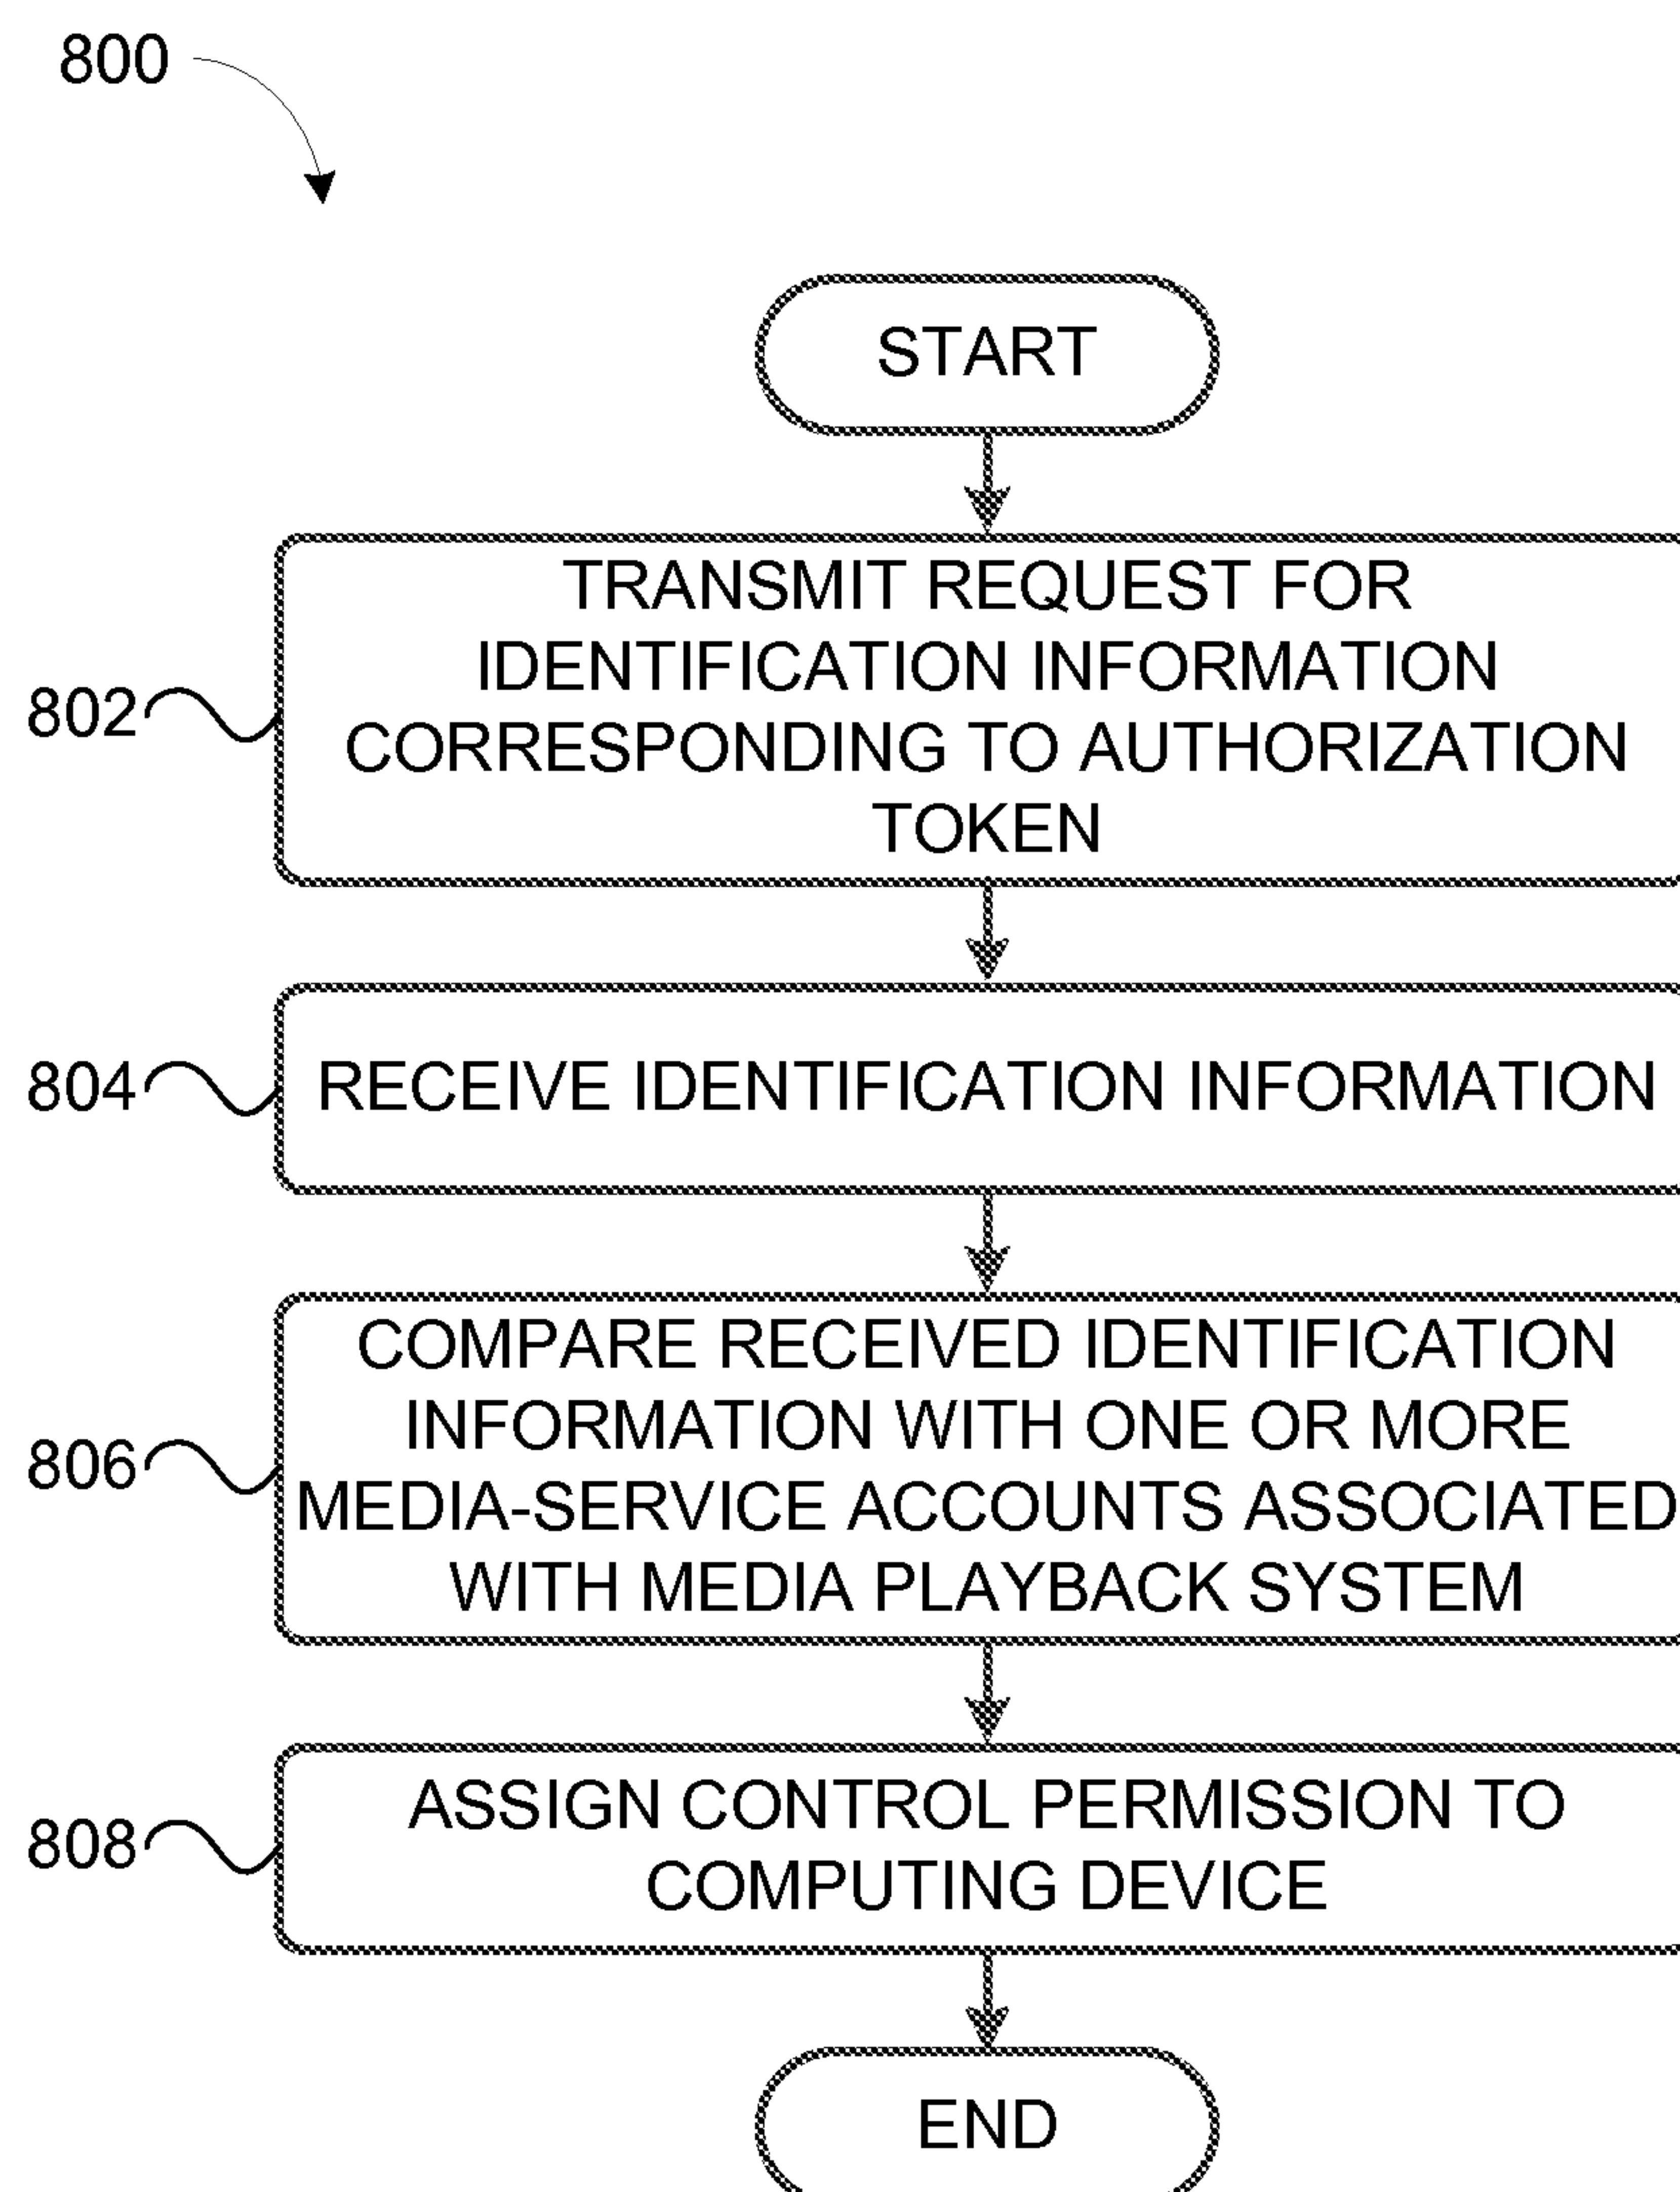 800
START
802
TRANSMIT REQUEST FOR
IDENTIFICATION INFORMATION
CORRESPONDING TO AUTHORIZATION
TOKEN
804
RECEIVE IDENTIFICATION INFORMATION
806
COMPARE RECEIVED IDENTIFICATION
INFORMATION WITH ONE OR MORE
MEDIA-SERVICE ACCOUNTS ASSOCIATED
WITH MEDIA PLAYBACK SYSTEM
808
ASSIGN CONTROL PERMISSION TO
COMPUTING DEVICE
END